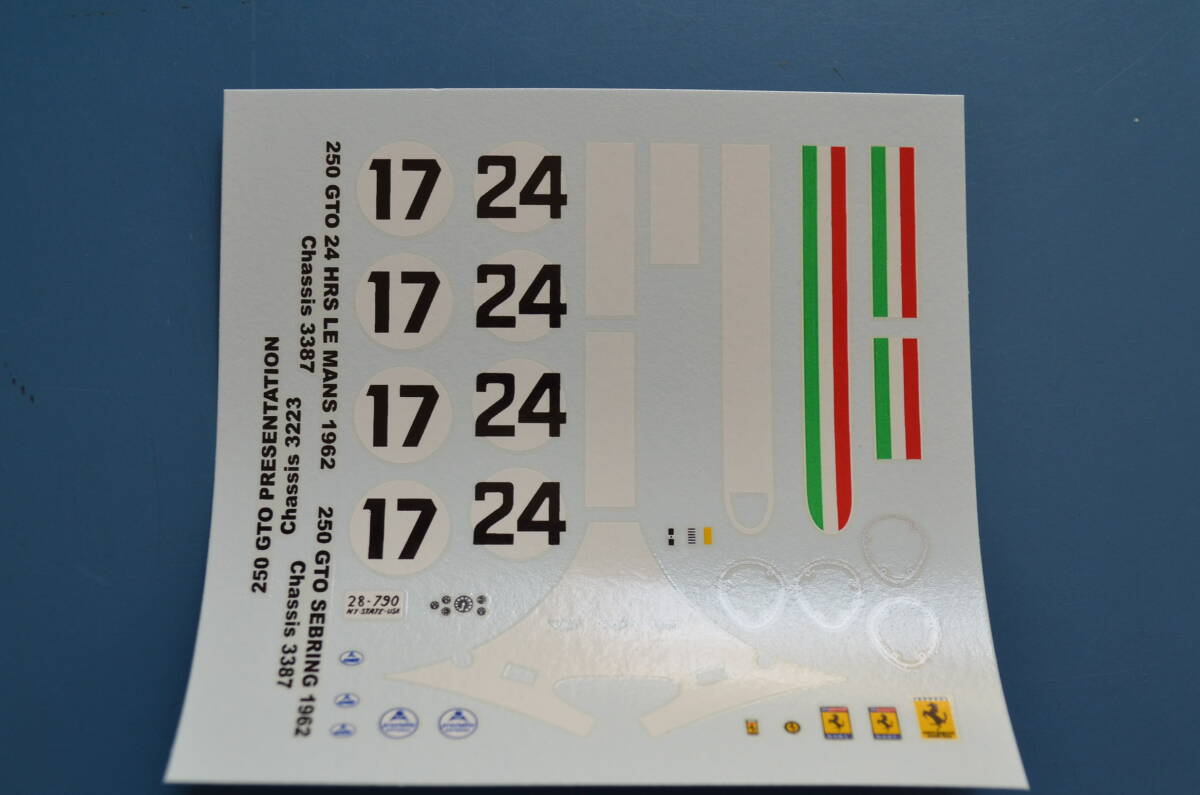 250 GTO 24 HRS LE MANS 1962
Chassis 3387
250 GTO PRESENTATION
Chassis 3223
250 GTO SEBRING 1962
Chassis 3387
17 24
17 24
17 24
17 24
28-790
NY-STATE-USA